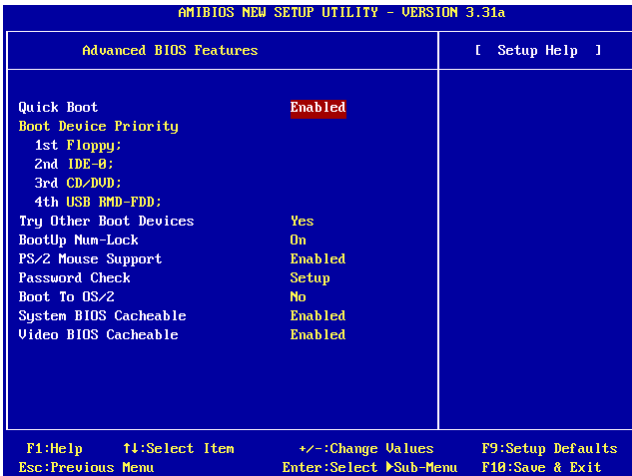 AMIBIOS NEW SETUP UTILITY - VERSION 3.31a
Advanced BIOS Features
[ Setup Help ]
Quick Boot Enabled
Boot Device Priority
1st Floppy;
2nd IDE-0;
3rd CD/DVD;
4th USB RMD-FDD;
Try Other Boot Devices Yes
BootUp Num-Lock On
PS/2 Mouse Support Enabled
Password Check Setup
Boot To OS/2 No
System BIOS Cacheable Enabled
Video BIOS Cacheable Enabled
F1:Help ↑↓:Select Item +/-:Change Values F9:Setup Defaults
Esc:Previous Menu Enter:Select ▶Sub-Menu F10:Save & Exit